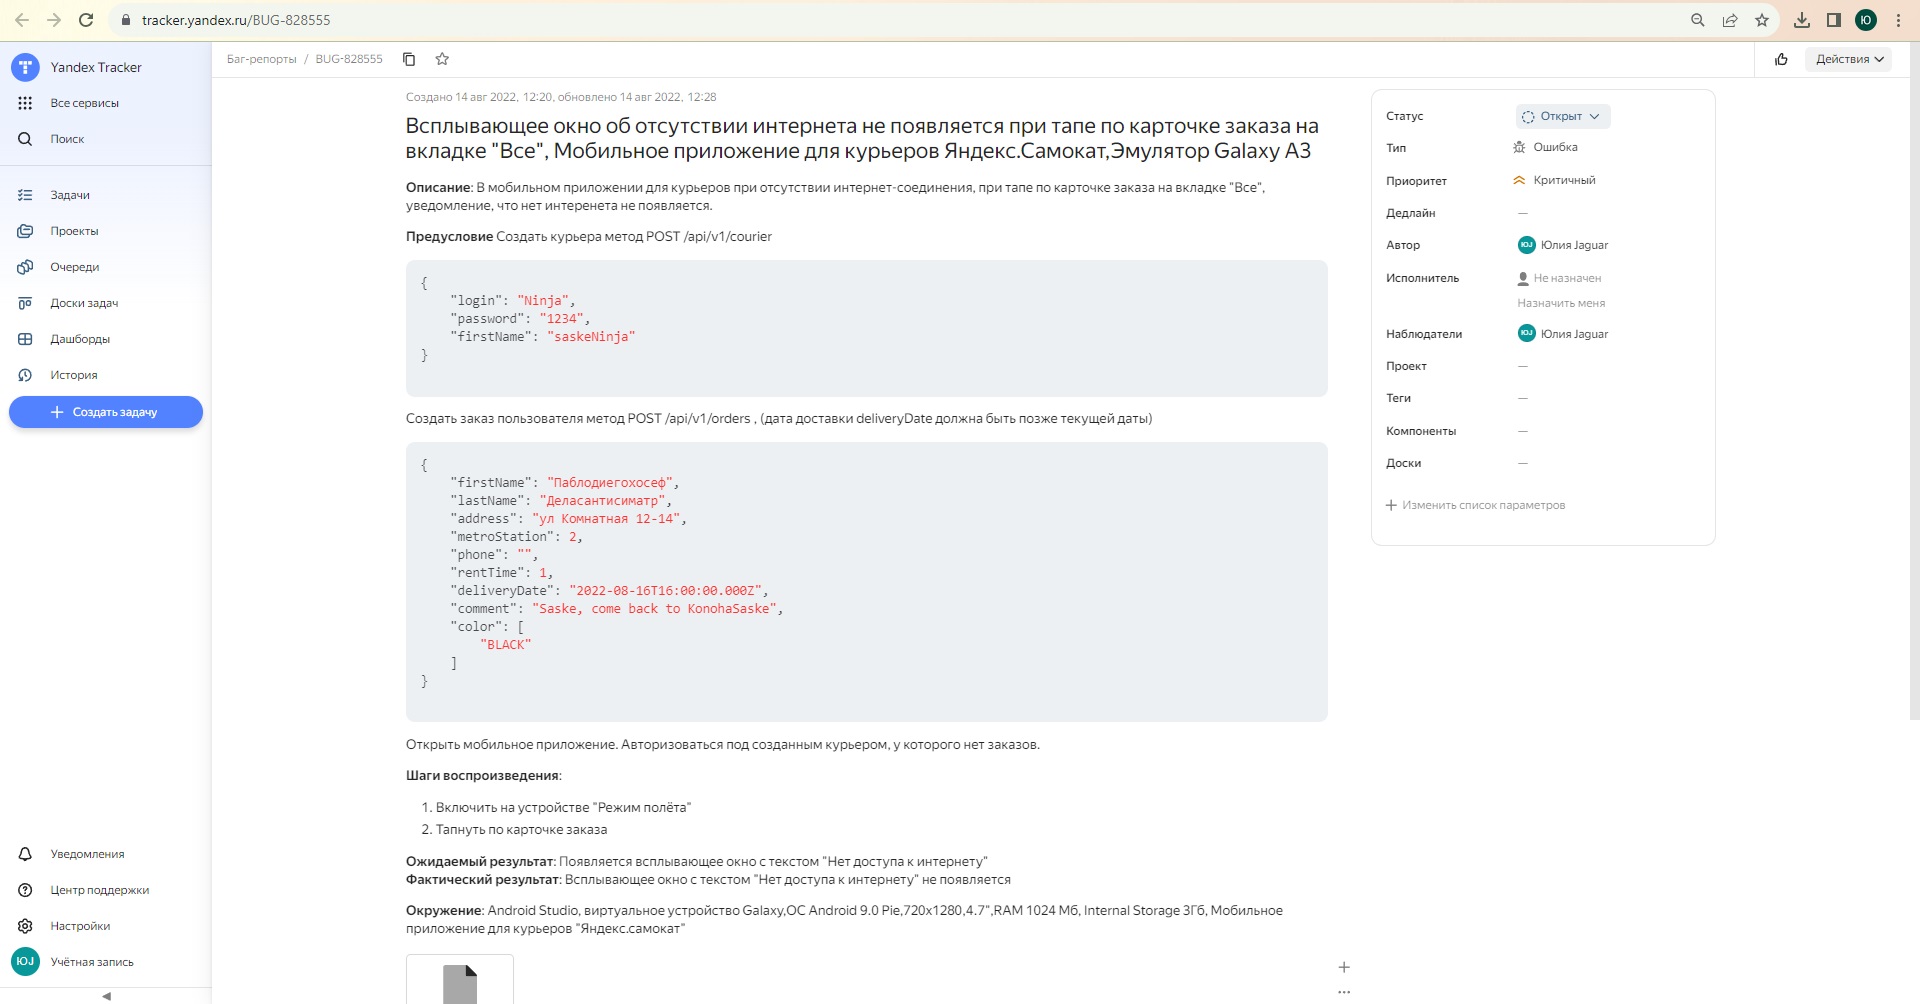 tracker.yandex.ru/BUG-828555
Ю
Yandex Tracker
Все сервисы
Поиск
Задачи
Проекты
Очереди
Доски задач
Дашборды
История
Создать задачу
Уведомления
Центр поддержки
Настройки
ЮJ Учётная запись
Баг-репорты / BUG-828555
Действия
Создано 14 авг 2022, 12:20, обновлено 14 авг 2022, 12:28
Всплывающее окно об отсутствии интернета не появляется при тапе по карточке заказа на
вкладке "Все", Мобильное приложение для курьеров Яндекс.Самокат,Эмулятор Galaxy A3
Описание: В мобильном приложении для курьеров при отсутствии интернет-соединения, при тапе по карточке заказа на вкладке "Все",
уведомление, что нет интеренета не появляется.
Предусловие Создать курьера метод POST /api/v1/courier
{
"login": "Ninja",
"password": "1234",
"firstName": "saskeNinja"
}
Создать заказ пользователя метод POST /api/v1/orders , (дата доставки deliveryDate должна быть позже текущей даты)
{
"firstName": "Паблодиегохосеф",
"lastName": "Деласантисиматр",
"address": "ул Комнатная 12-14",
"metroStation": 2,
"phone": "",
"rentTime": 1,
"deliveryDate": "2022-08-16T16:00:00.000Z",
"comment": "Saske, come back to KonohaSaske",
"color": [
"BLACK"
]
}
Открыть мобильное приложение. Авторизоваться под созданным курьером, у которого нет заказов.
Шаги воспроизведения:
1. Включить на устройстве "Режим полёта"
2. Тапнуть по карточке заказа
Ожидаемый результат: Появляется всплывающее окно с текстом "Нет доступа к интернету"
Фактический результат: Всплывающее окно с текстом "Нет доступа к интернету" не появляется
Окружение: Android Studio, виртуальное устройство Galaxy,ОС Android 9.0 Pie,720x1280,4.7",RAM 1024 Мб, Internal Storage 3Гб, Мобильное
приложение для курьеров "Яндекс.самокат"
Статус Открыт
Тип Ошибка
Приоритет Критичный
Дедлайн —
Автор ЮJ Юлия Jaguar
Исполнитель Не назначен
Назначить меня
Наблюдатели ЮJ Юлия Jaguar
Проект —
Теги —
Компоненты —
Доски —
Изменить список параметров